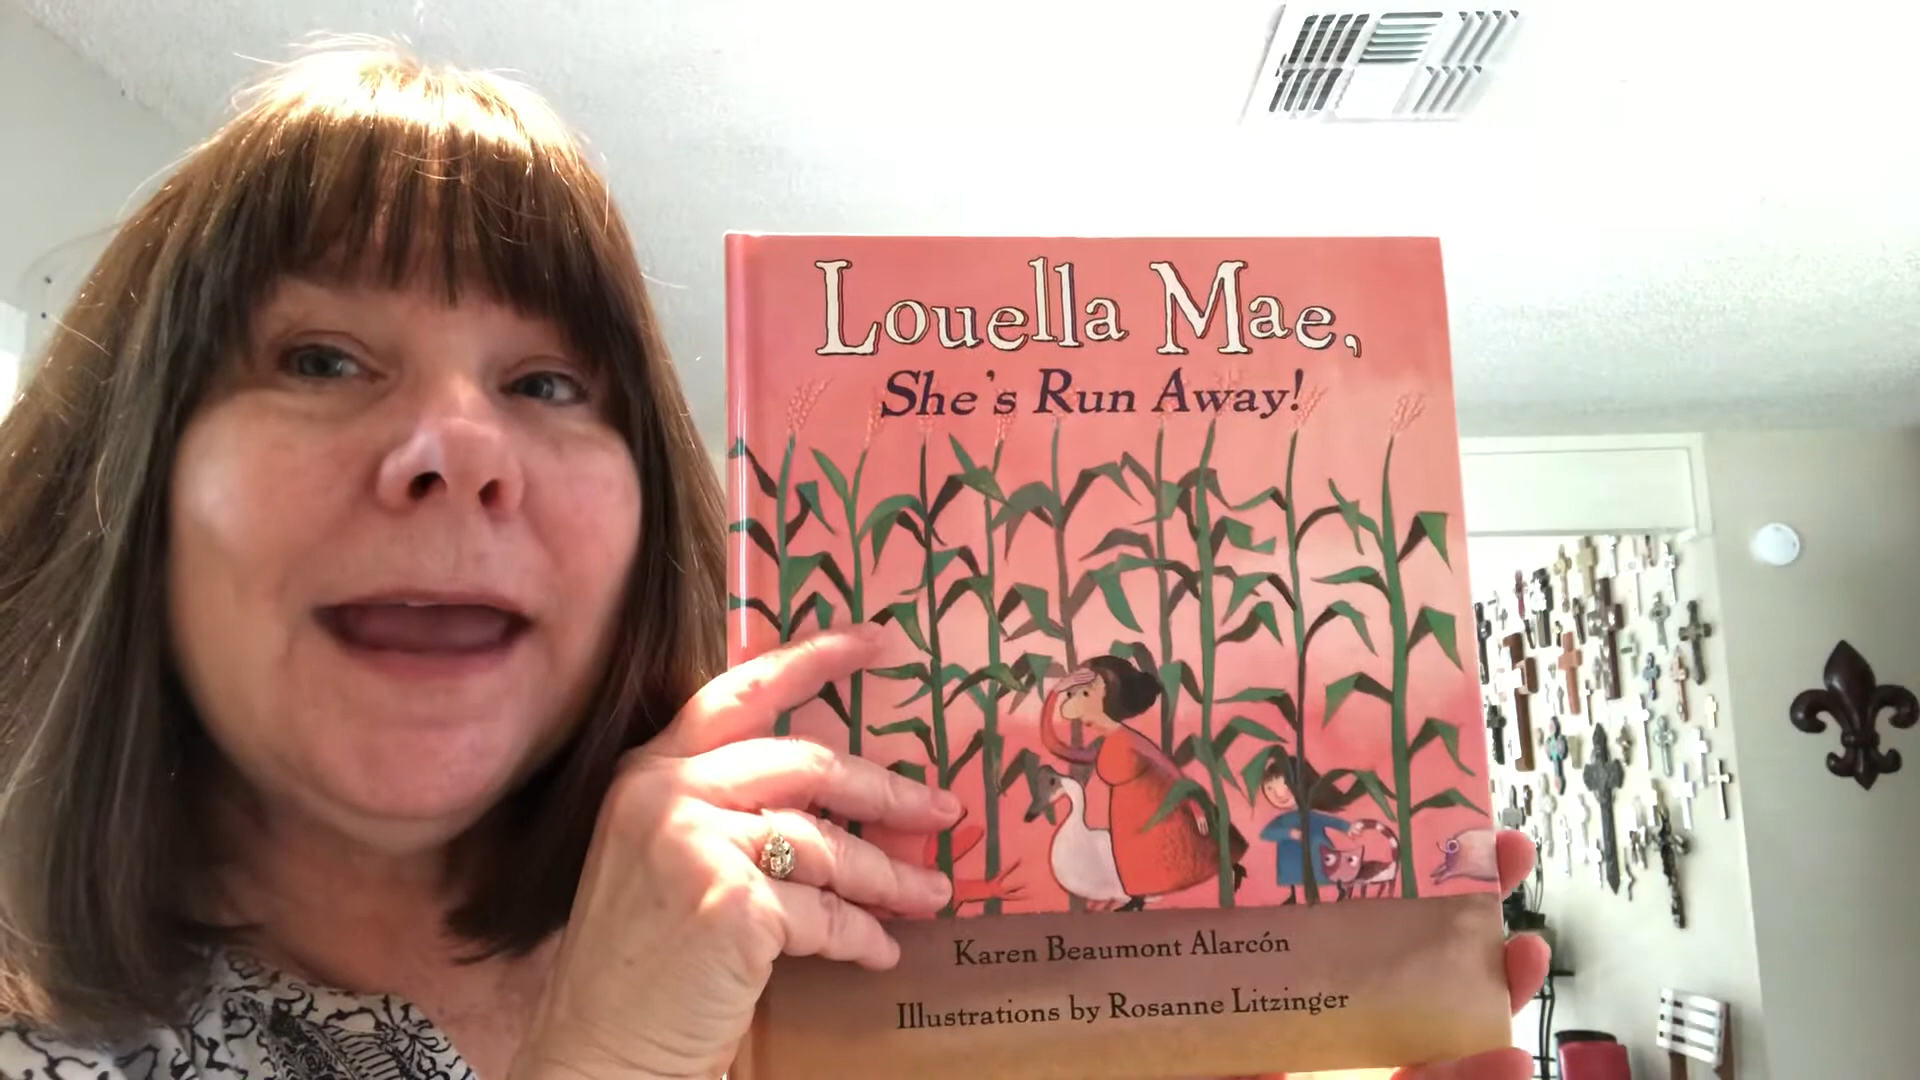 Louella Mae,
She's Run Away!
Karen Beaumont Alarcón
Illustrations by Rosanne Litzinger